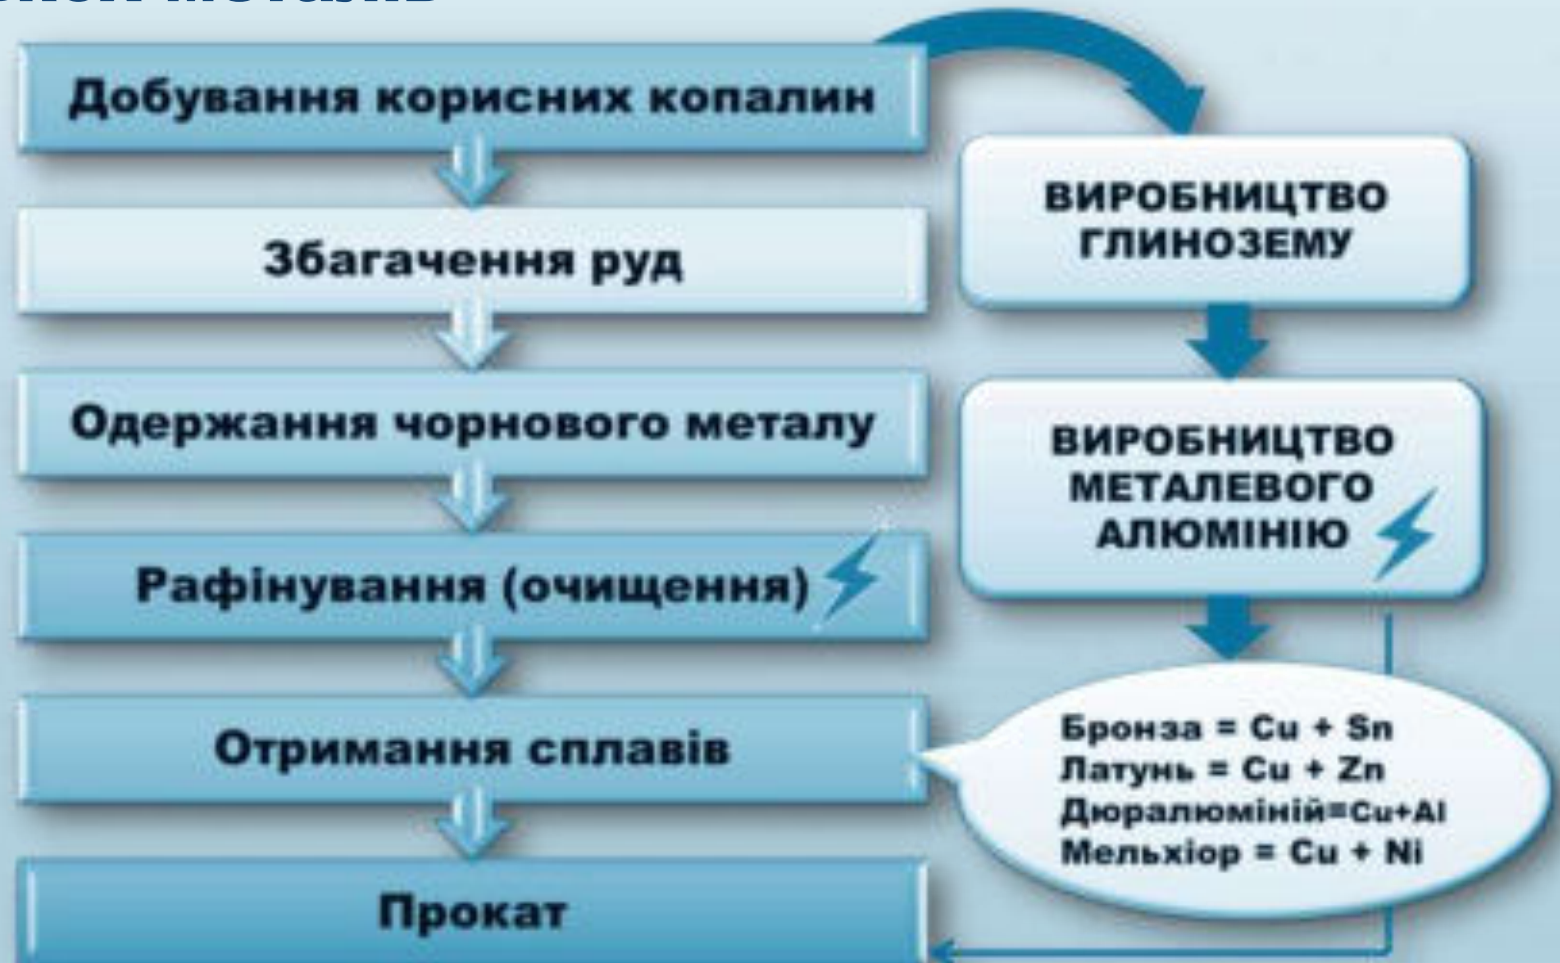 Добування корисних копалин
Збагачення руд
Одержання чорнового металу
Рафінування (очищення)
Отримання сплавів
Прокат
ВИРОБНИЦТВО
ГЛИНОЗЕМУ
ВИРОБНИЦТВО
МЕТАЛЕВОГО
АЛЮМІНІЮ
Бронза = Cu + Sn
Латунь = Cu + Zn
Дюралюміній=Cu+Al
Мельхіор = Cu + Ni